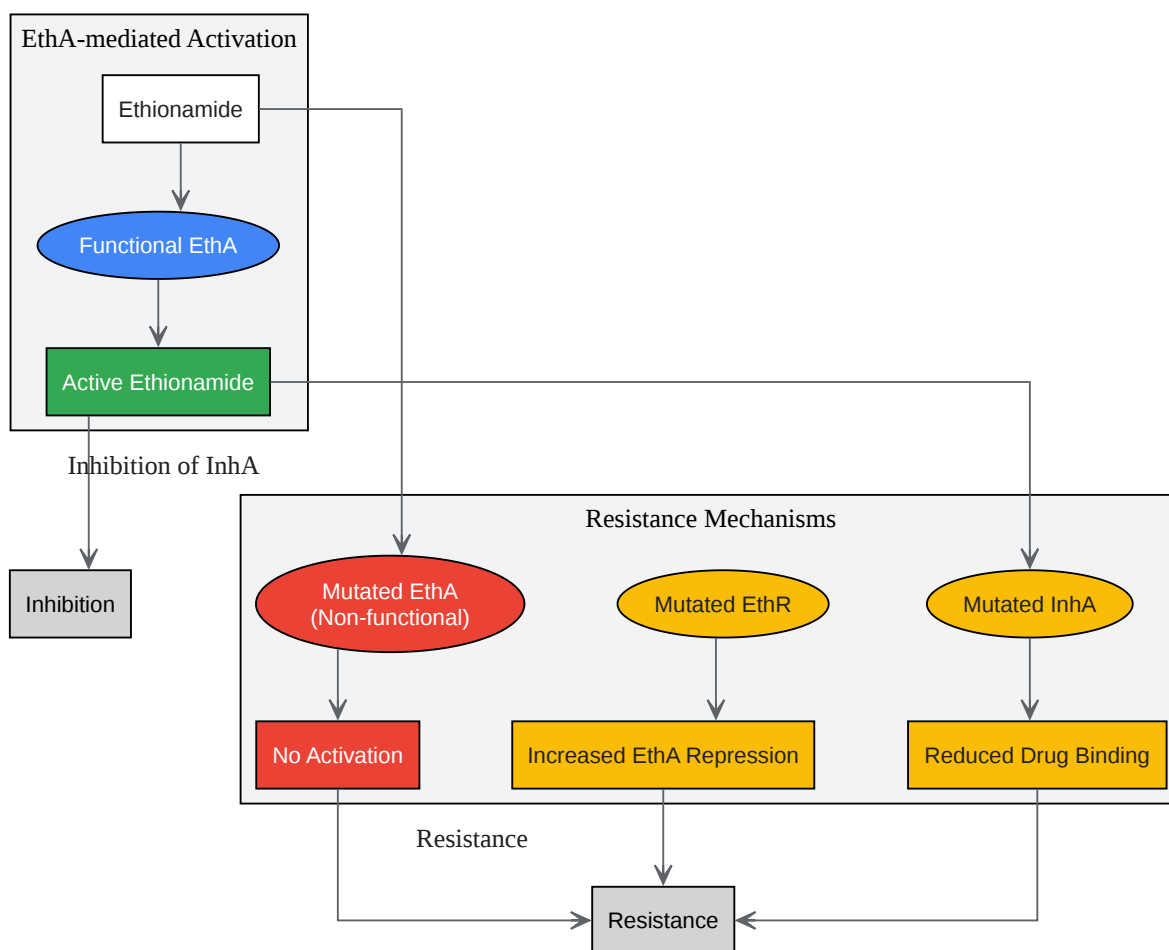 EthA-mediated Activation
Ethionamide
Functional EthA
Active Ethionamide
Inhibition of InhA
Inhibition
Resistance Mechanisms
Mutated EthA
(Non-functional)
Mutated EthR
Mutated InhA
No Activation
Increased EthA Repression
Reduced Drug Binding
Resistance
Resistance